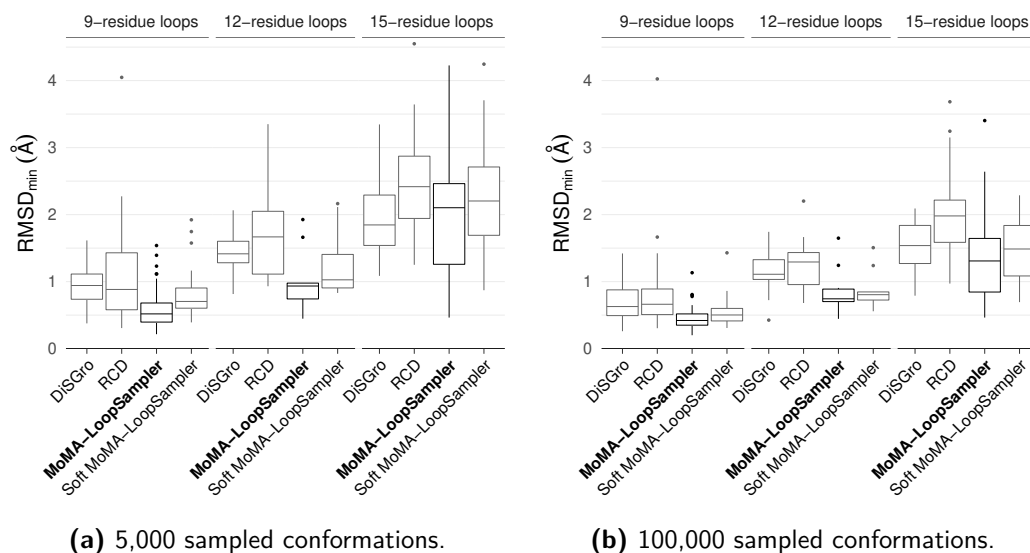 (a)
9−residue loops 12−residue loops 15−residue loops
4
3
2
1
0
RMSDmin (Å)
DiSGro
RCD
MoMA−LoopSampler
Soft MoMA−LoopSampler
DiSGro
RCD
MoMA−LoopSampler
Soft MoMA−LoopSampler
DiSGro
RCD
MoMA−LoopSampler
Soft MoMA−LoopSampler
(a) 5,000 sampled conformations.
(b)
9−residue loops 12−residue loops 15−residue loops
4
3
2
1
0
RMSDmin (Å)
DiSGro
RCD
MoMA−LoopSampler
Soft MoMA−LoopSampler
DiSGro
RCD
MoMA−LoopSampler
Soft MoMA−LoopSampler
DiSGro
RCD
MoMA−LoopSampler
Soft MoMA−LoopSampler
(b) 100,000 sampled conformations.